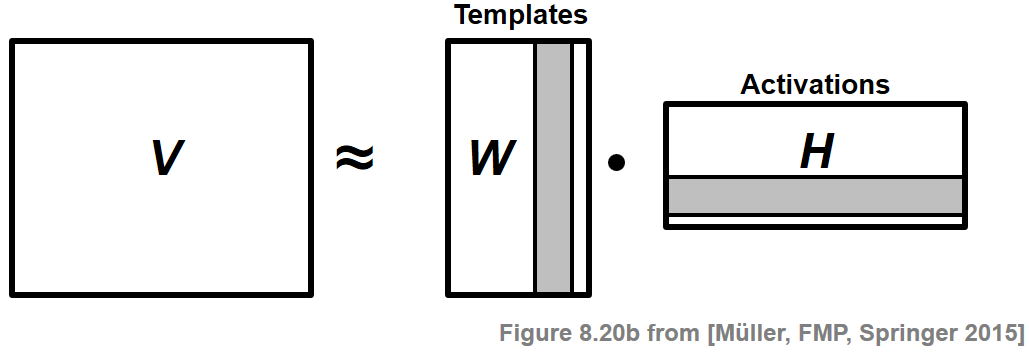 Templates
Activations
V ≈ W • H
Figure 8.20b from [Müller, FMP, Springer 2015]